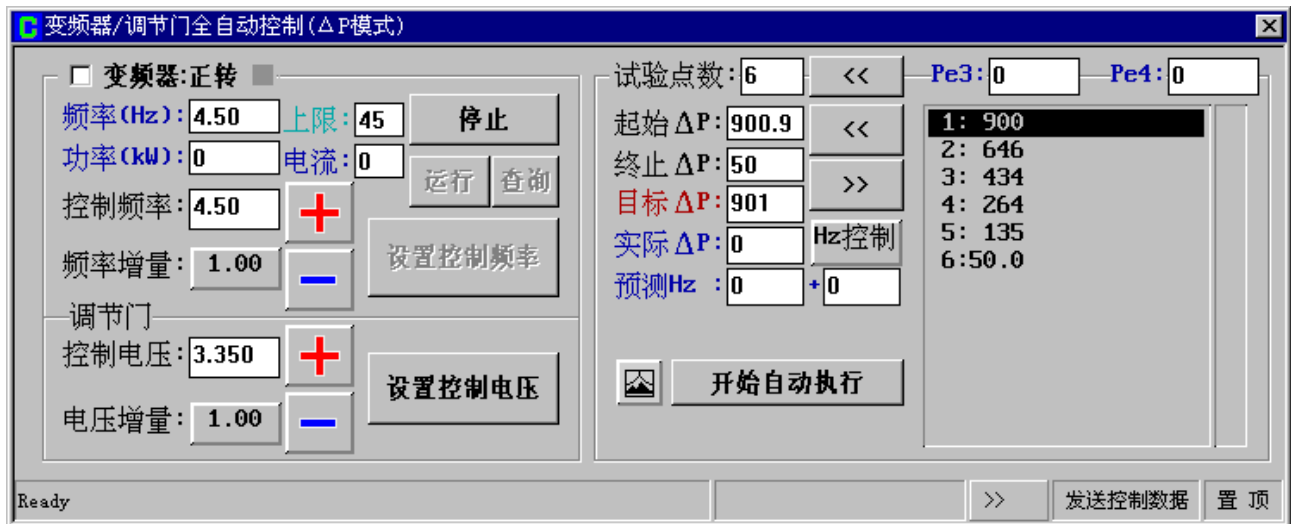 C 变频器/调节门全自动控制(ΔP模式)
变频器:正转
频率(Hz): 4.50 上限: 45 停止
功率(kW): 0 电流: 0 运行 查询
控制频率: 4.50
频率增量: 1.00 设置控制频率
调节门
控制电压: 3.350
电压增量: 1.00 设置控制电压
试验点数: 6 << Pe3: 0 Pe4: 0
起始ΔP: 900.9 <<
终止ΔP: 50 >>
目标ΔP: 901
实际ΔP: 0 Hz控制
预测Hz : 0 + 0
开始自动执行
1: 900
2: 646
3: 434
4: 264
5: 135
6:50.0
Ready >> 发送控制数据 置 顶